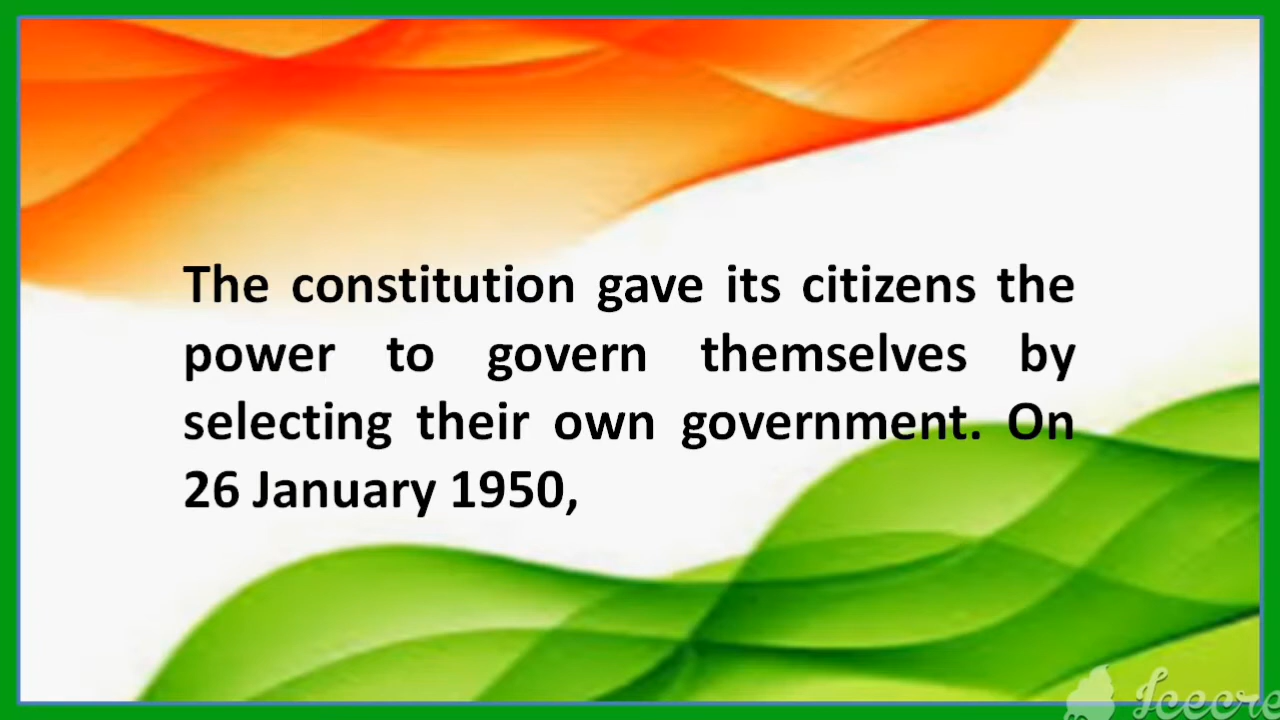 The constitution gave its citizens the
power to govern themselves by
selecting their own government. On
26 January 1950,
Icecre